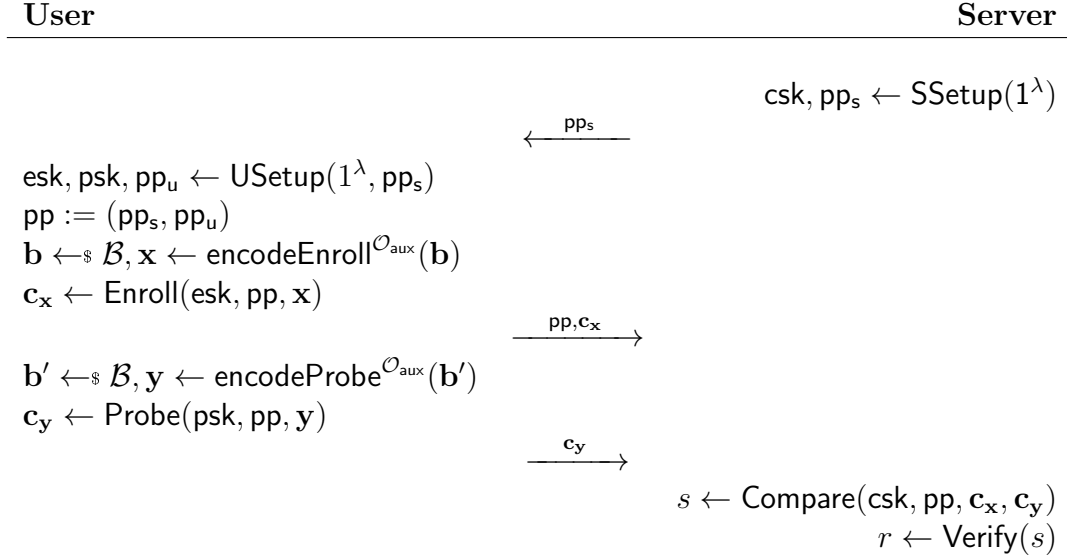 User Server
csk, pp_s ← SSetup(1^λ)
pp_s
esk, psk, pp_u ← USetup(1^λ, pp_s)
pp := (pp_s, pp_u)
b ←$ 𝓑, x ← encodeEnroll^{𝒪_aux}(b)
c_x ← Enroll(esk, pp, x)
pp, c_x
b′ ←$ 𝓑, y ← encodeProbe^{𝒪_aux}(b′)
c_y ← Probe(psk, pp, y)
c_y
s ← Compare(csk, pp, c_x, c_y)
r ← Verify(s)